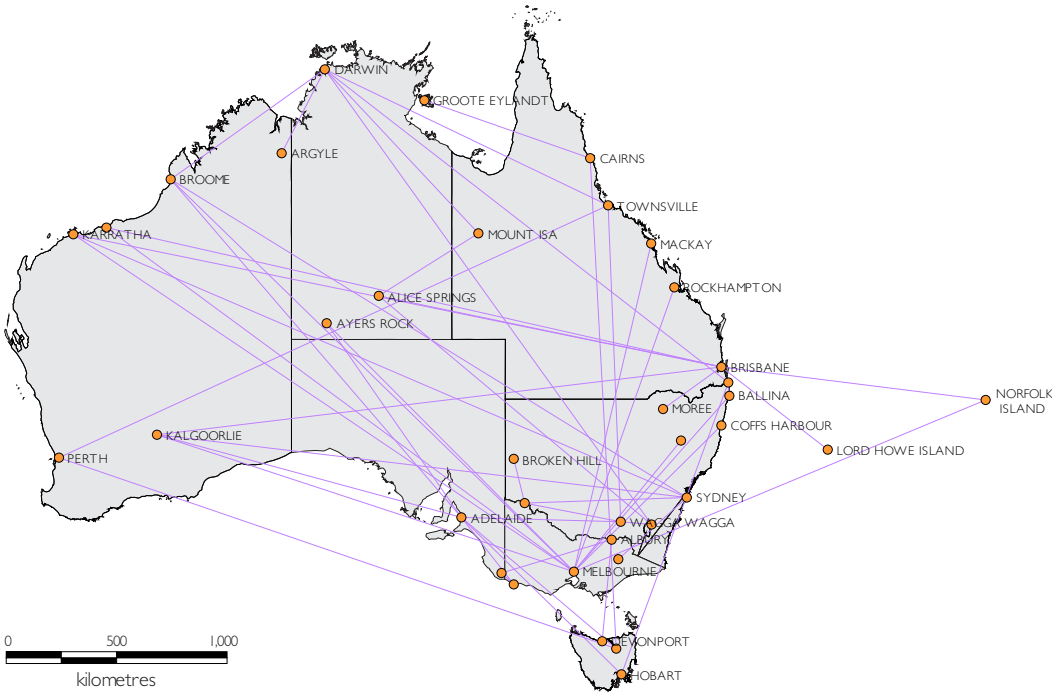 DARWIN
GROOTE EYLANDT
ARGYLE
CAIRNS
BROOME
TOWNSVILLE
KARRATHA
MOUNT ISA
MACKAY
ROCKHAMPTON
ALICE SPRINGS
AYERS ROCK
BRISBANE
BALLINA
NORFOLK
ISLAND
MOREE
COFFS HARBOUR
KALGOORLIE
LORD HOWE ISLAND
PERTH
BROKEN HILL
SYDNEY
ADELAIDE
WAGGA WAGGA
ALBURY
MELBOURNE
DEVONPORT
HOBART
0 500 1,000
kilometres